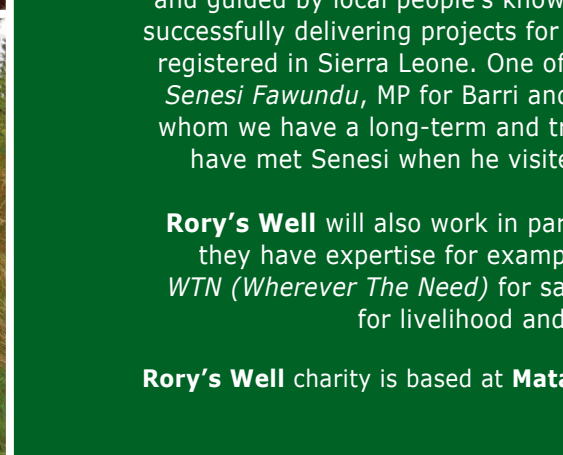 and guided by local people's know
successfully delivering projects for
registered in Sierra Leone. One of
Senesi Fawundu, MP for Barri and
whom we have a long-term and tr
have met Senesi when he visite
Rory's Well will also work in par
they have expertise for examp
WTN (Wherever The Need) for sa
for livelihood and
Rory's Well charity is based at Mata